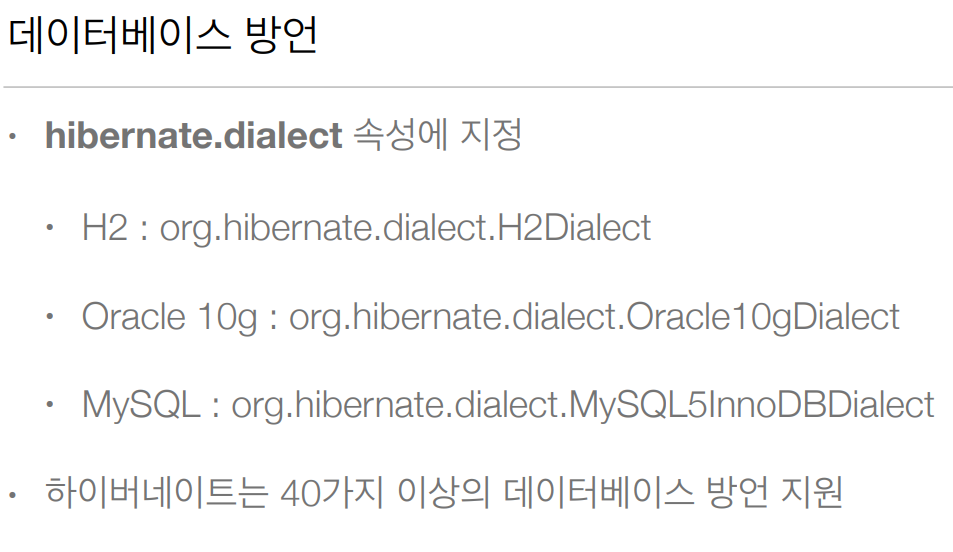 데이터베이스 방언
• hibernate.dialect 속성에 지정
• H2 : org.hibernate.dialect.H2Dialect
• Oracle 10g : org.hibernate.dialect.Oracle10gDialect
• MySQL : org.hibernate.dialect.MySQL5InnoDBDialect
• 하이버네이트는 40가지 이상의 데이터베이스 방언 지원